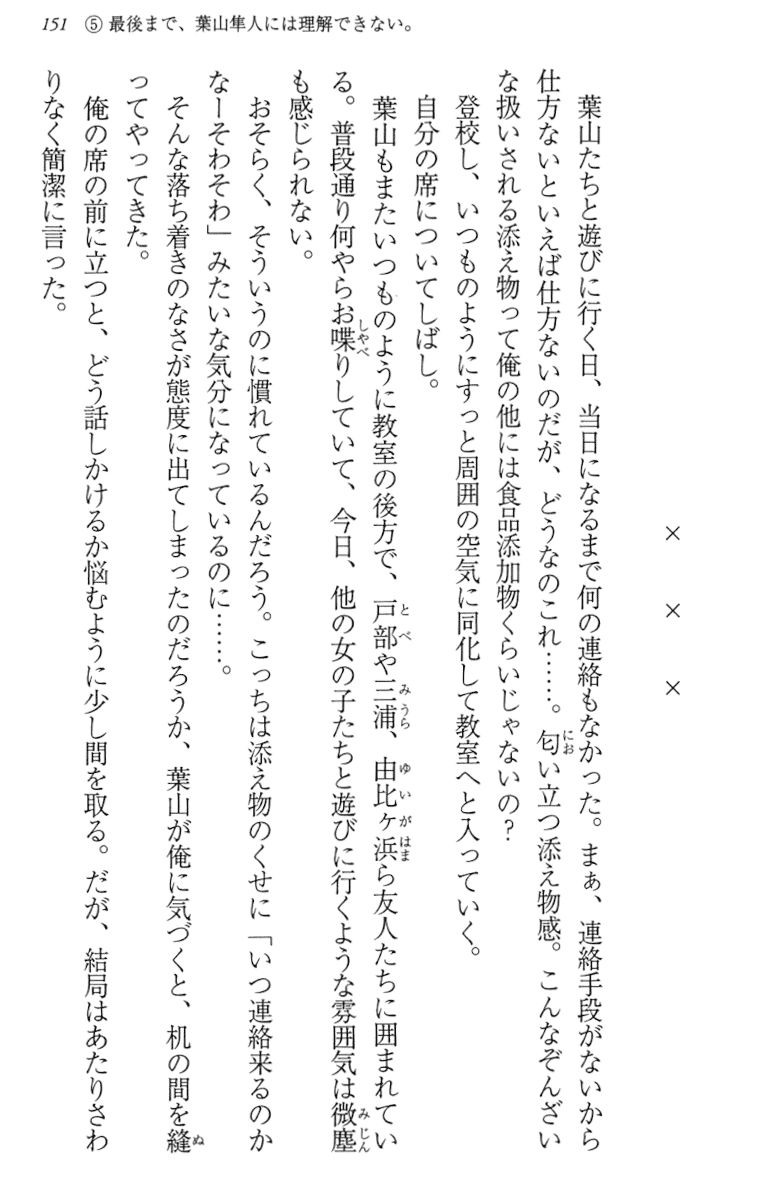 151 ⑤ 最後まで、葉山隼人には理解できない。
× × ×
葉山たちと遊びに行く日、当日になるまで何の連絡もなかった。まぁ、連絡手段がないから
仕方ないといえば仕方ないのだが、どうなのこれ……。匂い立つ添え物感。こんなぞんざい
な扱いされる添え物って俺の他には食品添加物くらいじゃないの？
登校し、いつものようにすっと周囲の空気に同化して教室へと入っていく。
自分の席についてしばし。
葉山もまたいつものように教室の後方で、戸部や三浦、由比ヶ浜ら友人たちに囲まれてい
る。普段通り何やらお喋りしていて、今日、他の女の子たちと遊びに行くような雰囲気は微塵
も感じられない。
おそらく、そういうのに慣れているんだろう。こっちは添え物のくせに「いつ連絡来るのか
なーそわそわ」みたいな気分になっているのに……。
そんな落ち着きのなさが態度に出てしまったのだろうか、葉山が俺に気づくと、机の間を縫
ってやってきた。
俺の席の前に立つと、どう話しかけるか悩むように少し間を取る。だが、結局はあたりさわ
りなく簡潔に言った。